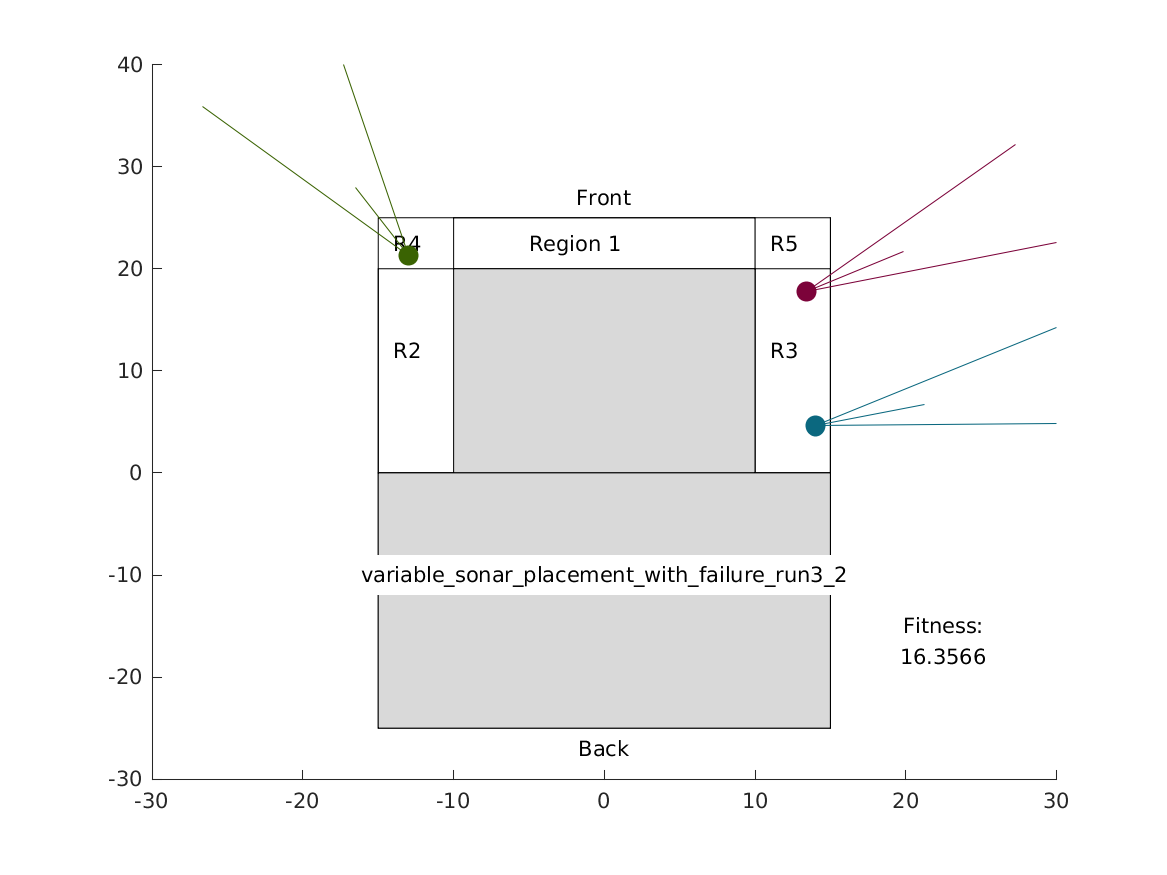 40
30
20
10
0
-10
-20
-30
-30
-20
-10
0
10
20
30
Front
R4
Region 1
R5
R2
R3
variable_sonar_placement_with_failure_run3_2
Fitness:
16.3566
Back